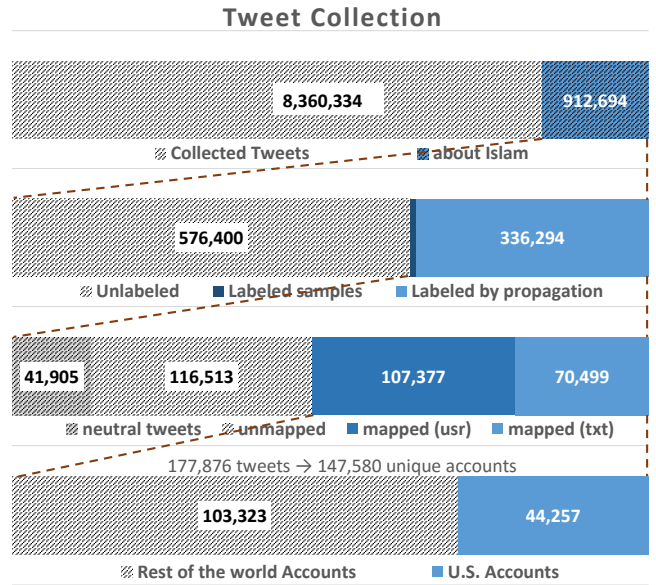 Tweet Collection
8,360,334 912,694
Collected Tweets about Islam
576,400 336,294
Unlabeled Labeled samples Labeled by propagation
41,905 116,513 107,377 70,499
neutral tweets unmapped mapped (usr) mapped (txt)
177,876 tweets → 147,580 unique accounts
103,323 44,257
Rest of the world Accounts U.S. Accounts